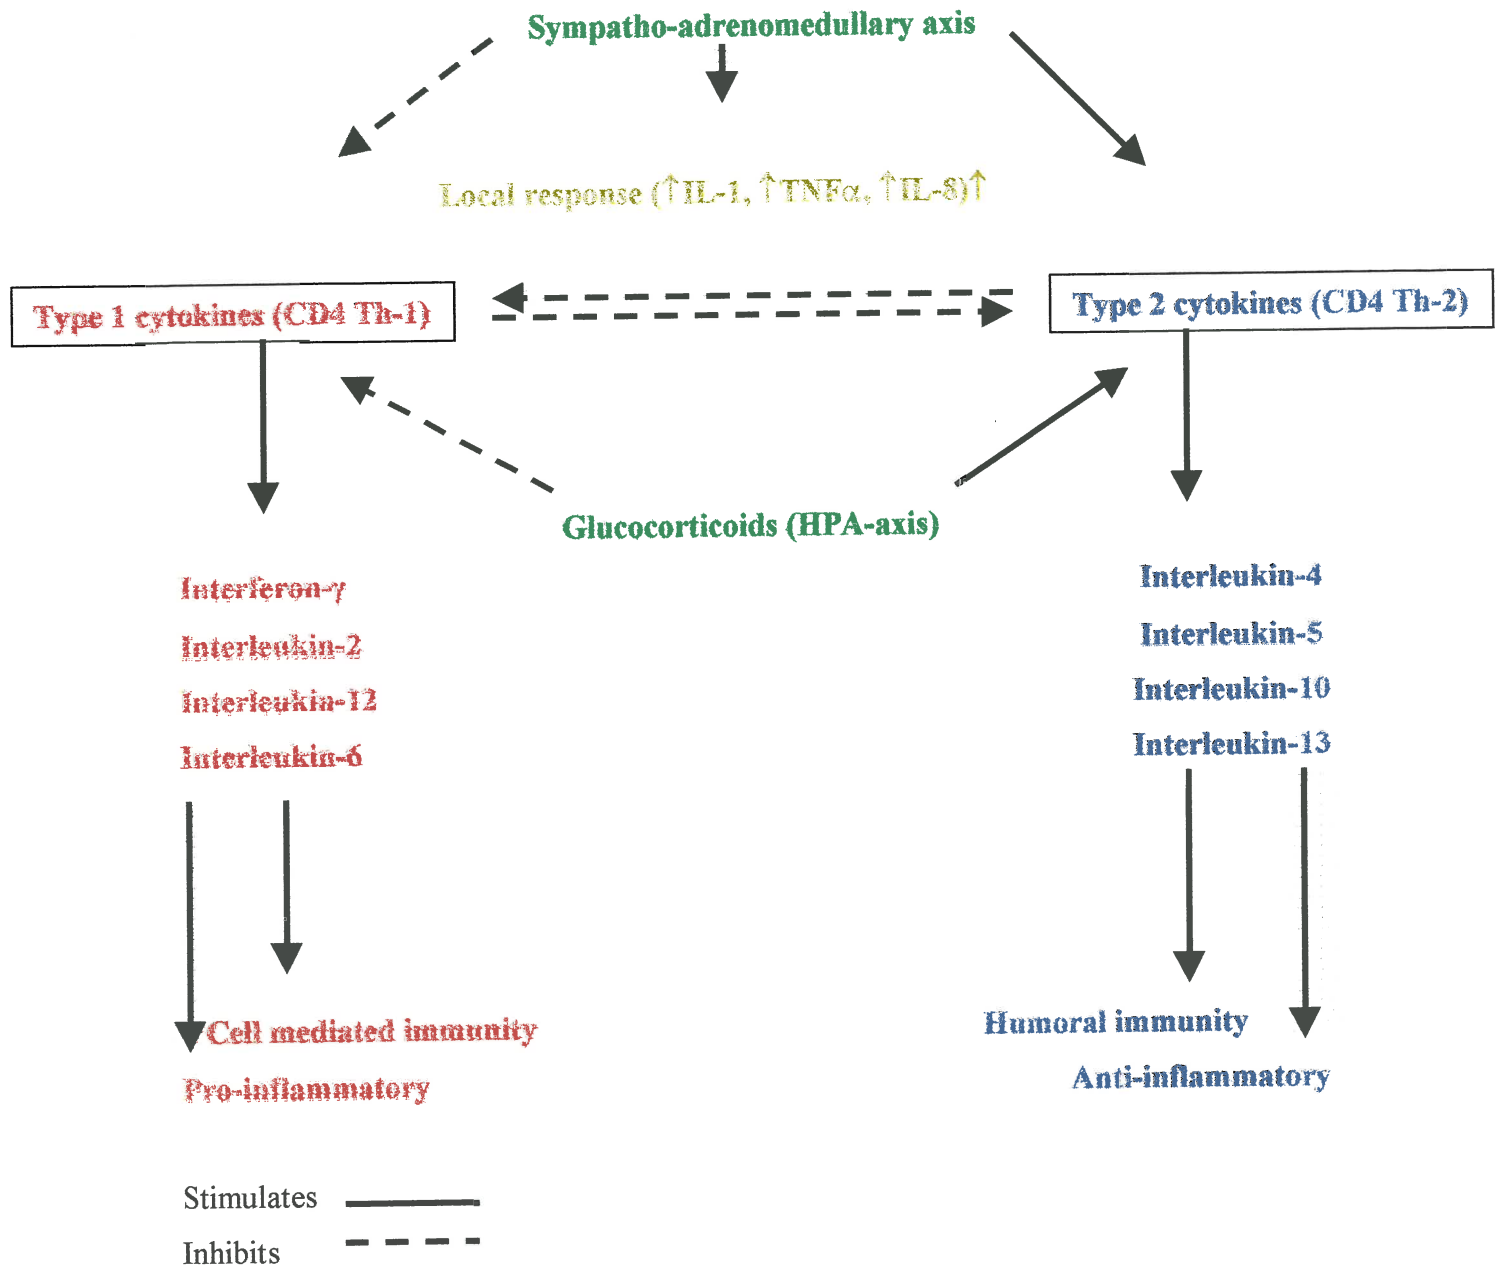 Sympatho-adrenomedullary axis
Local response (↑IL-1, ↑TNFα, ↑IL-8)↑
Type 1 cytokines (CD4 Th-1)
Type 2 cytokines (CD4 Th-2)
Glucocorticoids (HPA-axis)
Interferon-γ
Interleukin-2
Interleukin-12
Interleukin-6
Interleukin-4
Interleukin-5
Interleukin-10
Interleukin-13
Cell mediated immunity
Pro-inflammatory
Humoral immunity
Anti-inflammatory
Stimulates
Inhibits